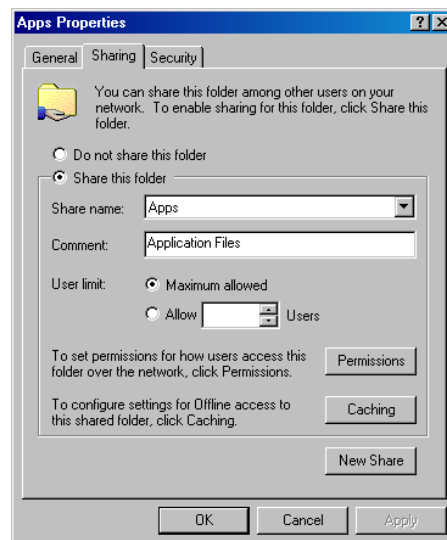 Apps Properties
General Sharing Security
You can share this folder among other users on your
network. To enable sharing for this folder, click Share this
folder.
Do not share this folder
Share this folder
Share name: Apps
Comment: Application Files
User limit: Maximum allowed
Allow Users
To set permissions for how users access this
folder over the network, click Permissions.
Permissions
To configure settings for Offline access to
this shared folder, click Caching.
Caching
New Share
OK Cancel Apply